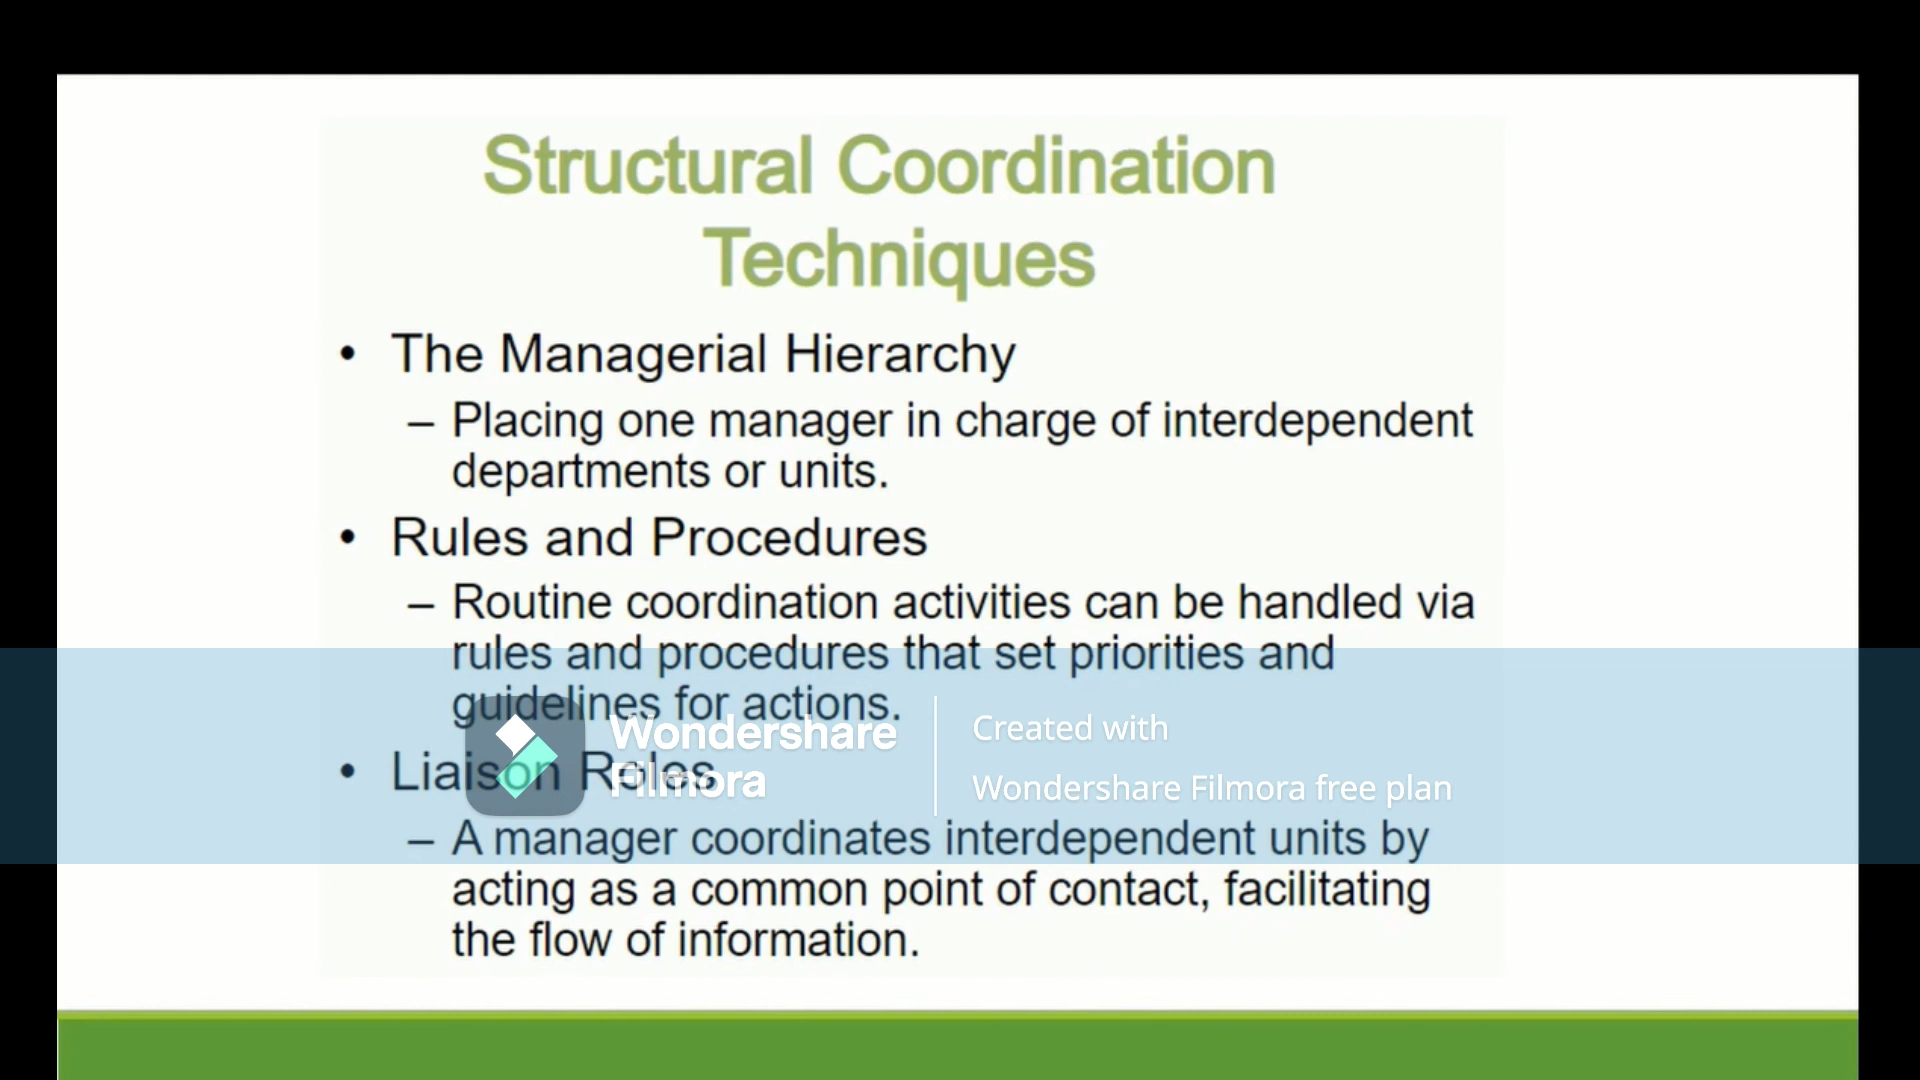 Structural Coordination
Techniques
• The Managerial Hierarchy
– Placing one manager in charge of interdependent
departments or units.
• Rules and Procedures
– Routine coordination activities can be handled via
rules and procedures that set priorities and
guidelines for actions.
• Liaison Roles
– A manager coordinates interdependent units by
acting as a common point of contact, facilitating
the flow of information.
Wondershare
Filmora
Created with
Wondershare Filmora free plan